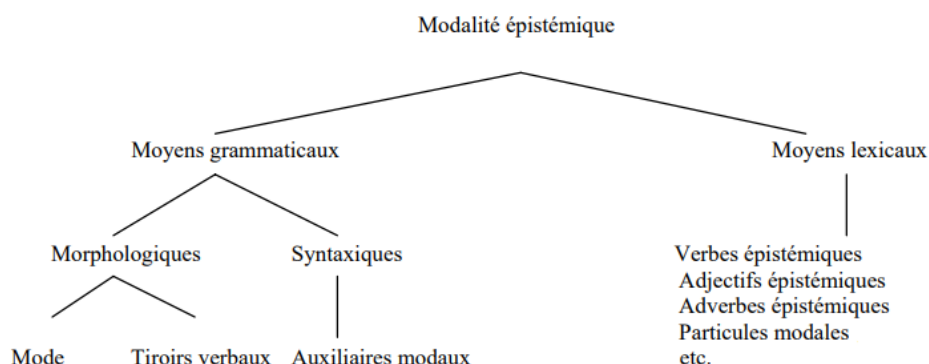 Modalité épistémique
Moyens grammaticaux
Moyens lexicaux
Morphologiques
Syntaxiques
Verbes épistémiques
Adjectifs épistémiques
Adverbes épistémiques
Particules modales
Mode
Tiroirs verbaux
Auxiliaires modaux
etc.